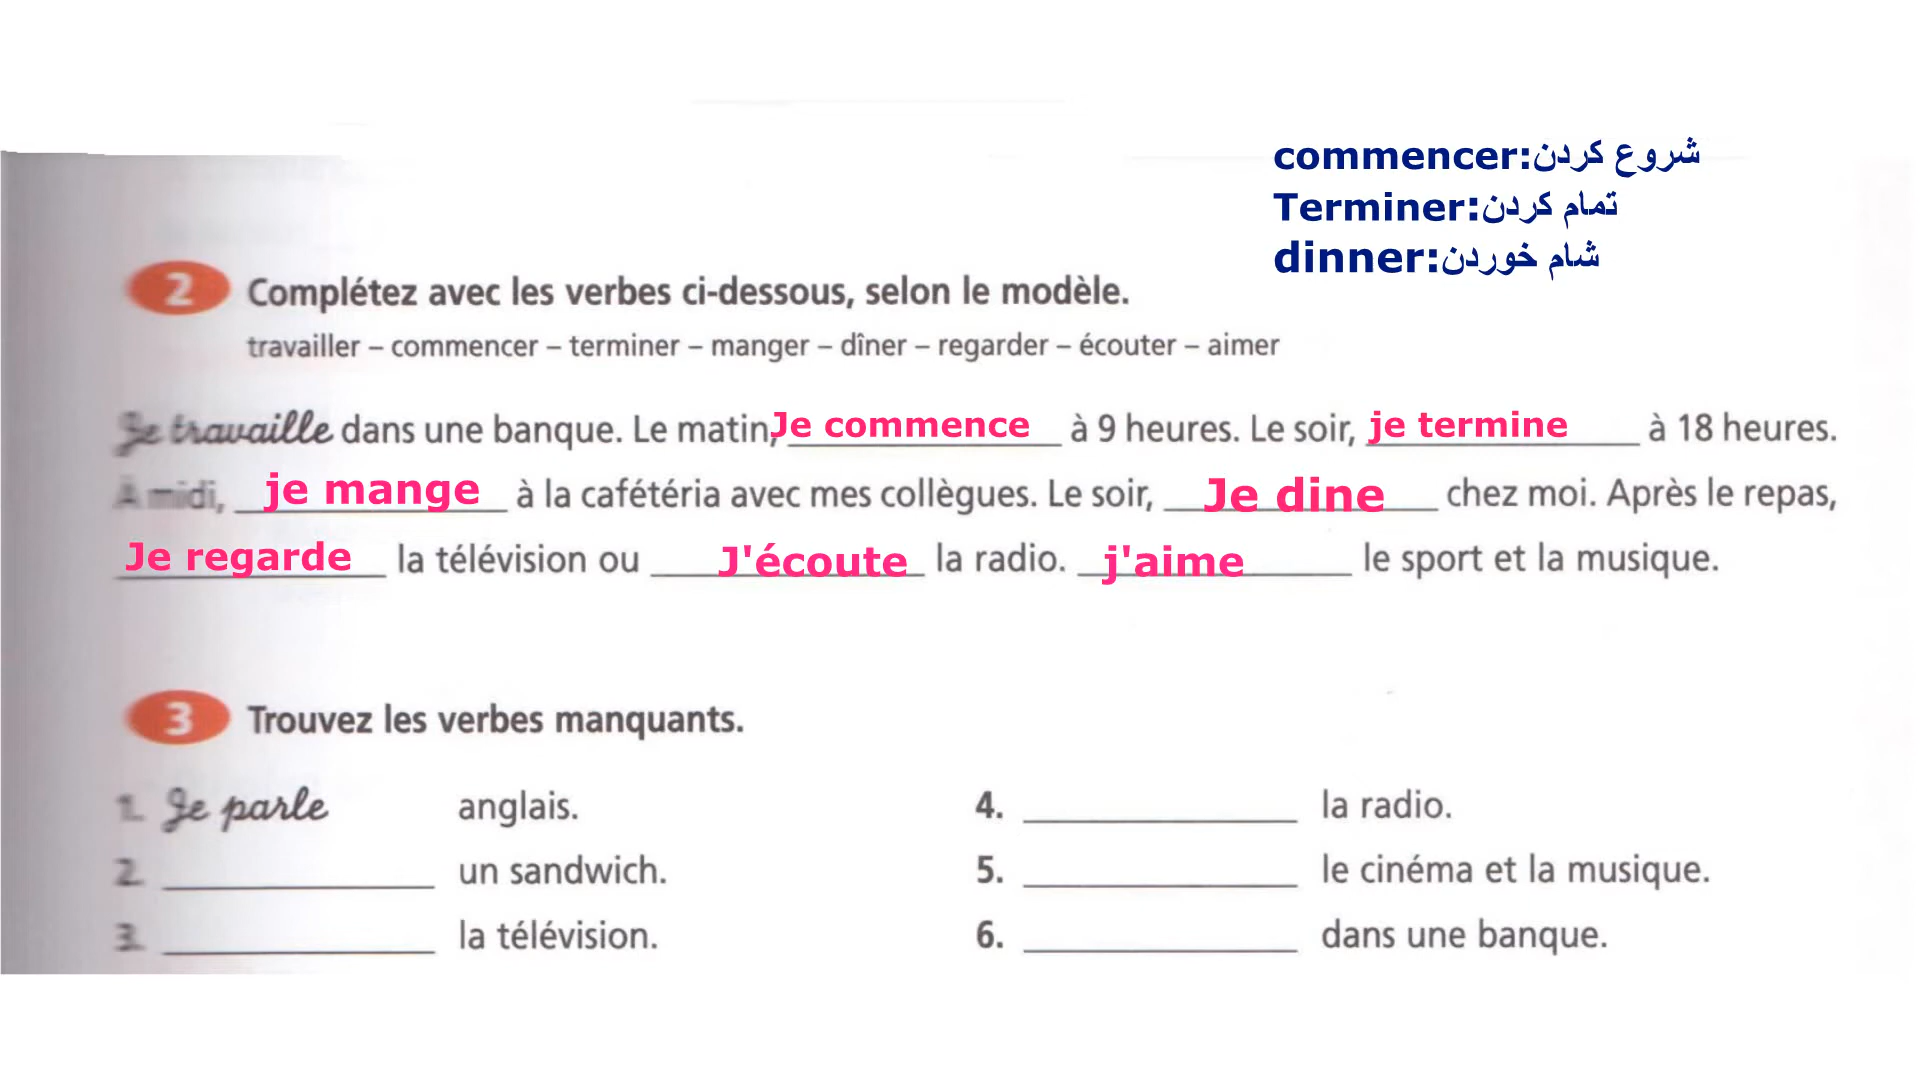 commencer:شروع کردن
Terminer:تمام کردن
dinner:شام خوردن
2 Complétez avec les verbes ci-dessous, selon le modèle.
travailler – commencer – terminer – manger – dîner – regarder – écouter – aimer
Je travaille dans une banque. Le matin, Je commence à 9 heures. Le soir, je termine à 18 heures.
À midi, je mange à la cafétéria avec mes collègues. Le soir, Je dine chez moi. Après le repas,
Je regarde la télévision ou J'écoute la radio. j'aime le sport et la musique.
3 Trouvez les verbes manquants.
1. Je parle anglais.
2. un sandwich.
3. la télévision.
4. la radio.
5. le cinéma et la musique.
6. dans une banque.